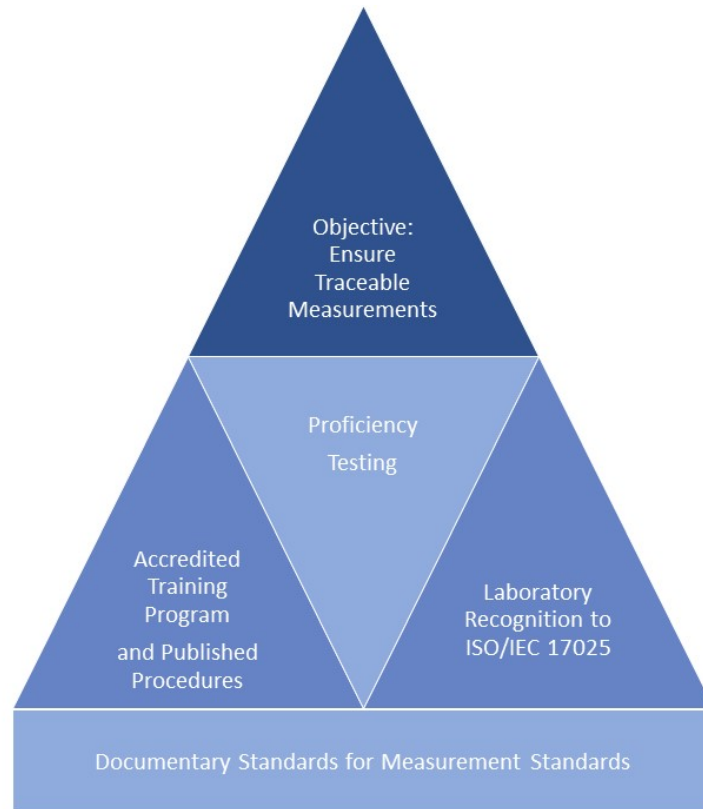 Objective:
Ensure
Traceable
Measurements
Proficiency
Testing
Accredited
Training
Program
and Published
Procedures
Laboratory
Recognition to
ISO/IEC 17025
Documentary Standards for Measurement Standards